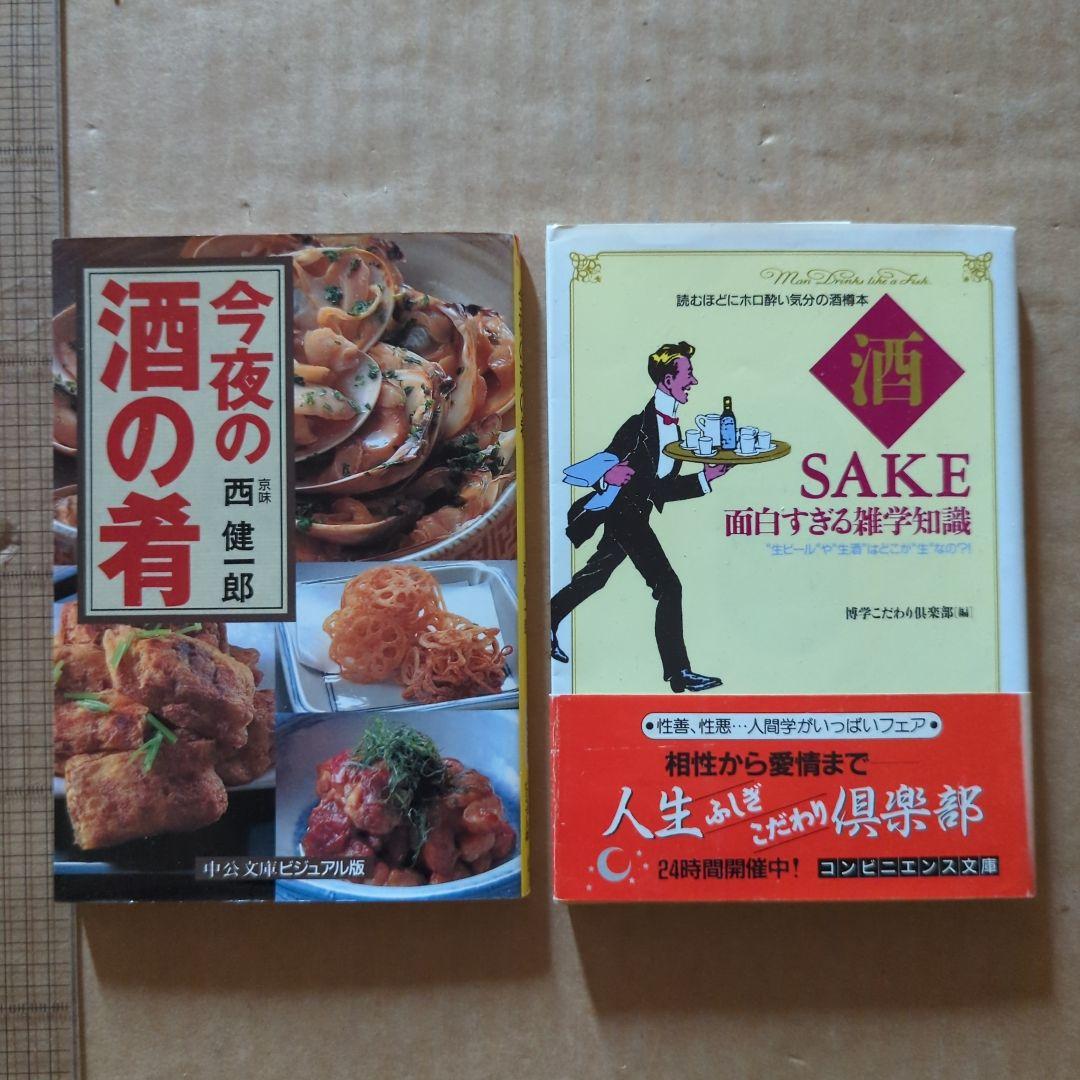 今夜の
酒の肴
京味
西 健一郎
中公文庫ビジュアル版
Man Drinks like a Fish.
読むほどにホロ酔い気分の酒樽本
酒
SAKE
面白すぎる雑学知識
"生ビール"や"生酒"はどこが"生"なの?!
博学こだわり倶楽部[編]
•性善、性悪…人間学がいっぱいフェア•
相性から愛情まで
人生ふしぎこだわり倶楽部
24時間開催中! コンビニエンス文庫